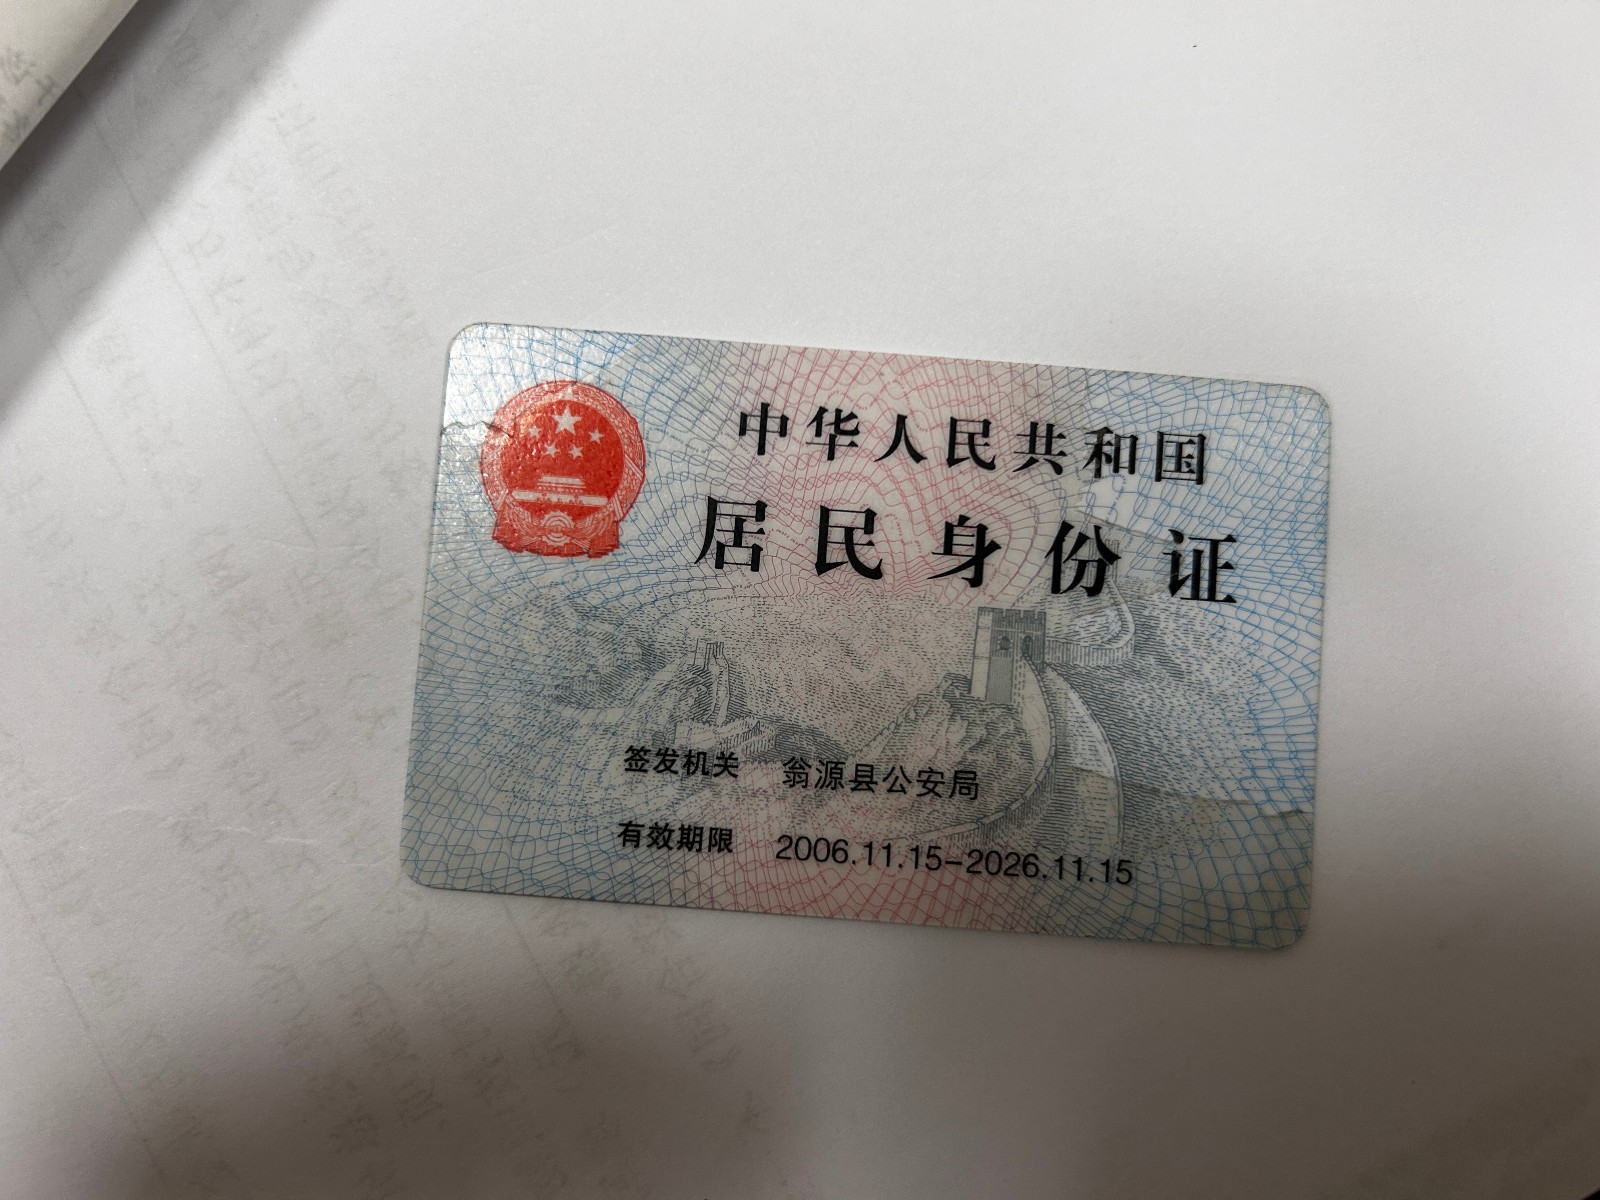 中华人民共和国
居民身份证
签发机关 翁源县公安局
有效期限 2006.11.15-2026.11.15